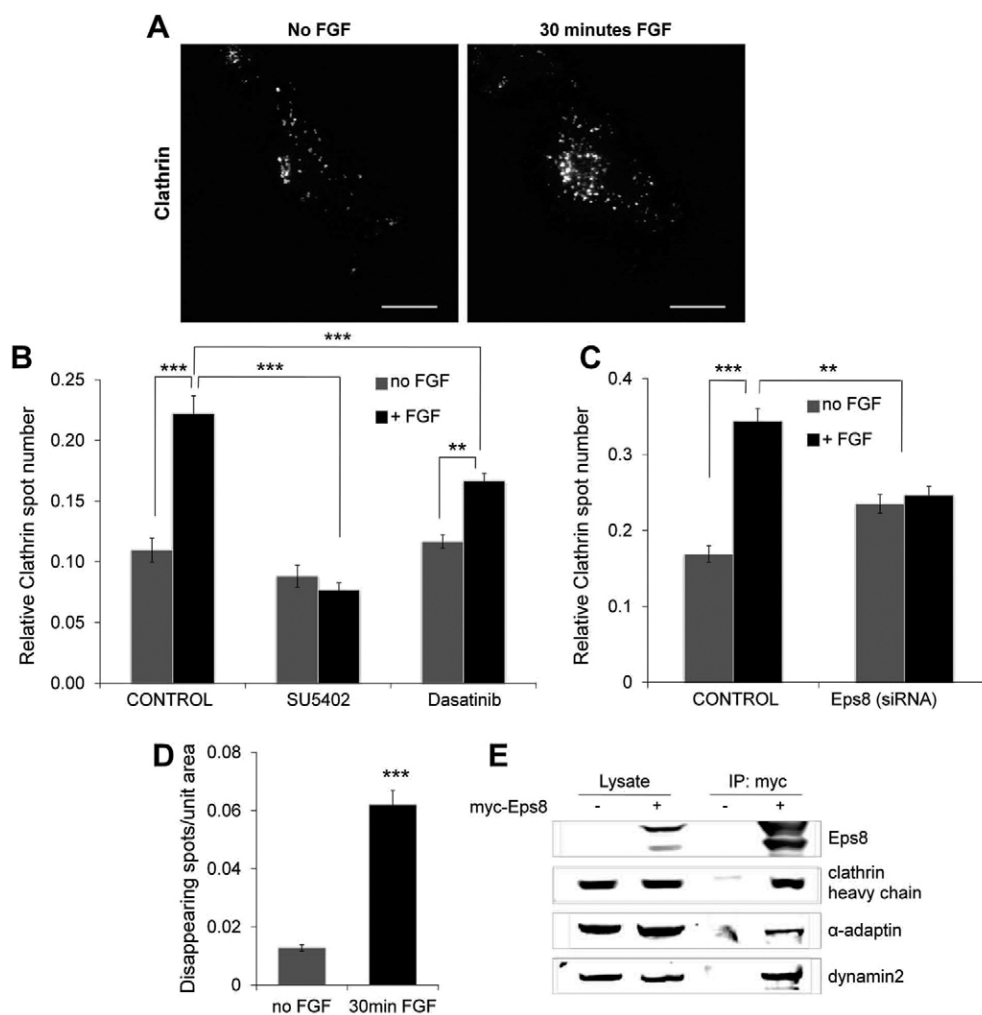 A
No FGF
30 minutes FGF
Clathrin
B
Relative Clathrin spot number
0.25
0.20
0.15
0.10
0.05
0.00
***
***
***
**
no FGF
+ FGF
CONTROL
SU5402
Dasatinib
C
Relative Clathrin spot number
0.4
0.3
0.2
0.1
0
***
**
no FGF
+ FGF
CONTROL
Eps8 (siRNA)
D
Disappearing spots/unit area
0.08
0.06
0.04
0.02
0
***
no FGF
30min FGF
E
Lysate
IP: myc
myc-Eps8
- + - +
Eps8
clathrin
heavy chain
α-adaptin
dynamin2